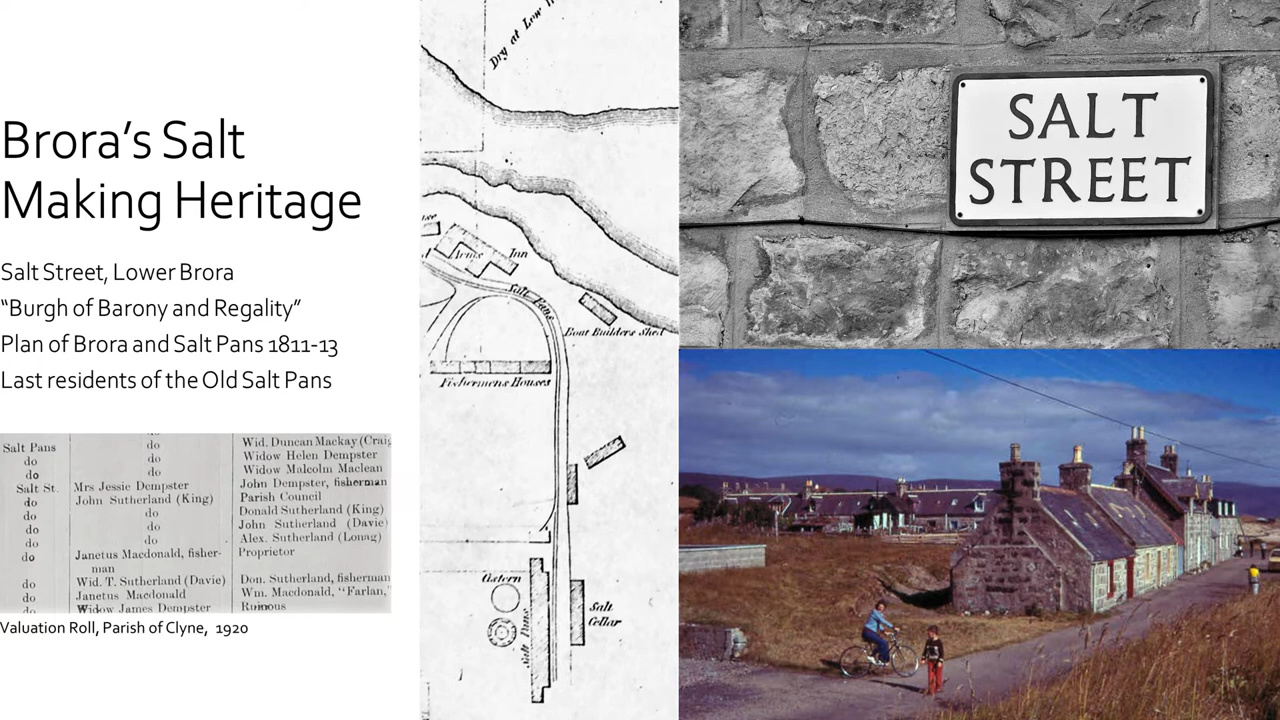 Brora’s Salt
Making Heritage
Salt Street, Lower Brora
“Burgh of Barony and Regality”
Plan of Brora and Salt Pans 1811-13
Last residents of the Old Salt Pans
Salt Pans do Wid. Duncan Mackay (Craig
do do Widow Helen Dempster
do do Widow Malcolm Maclean
Salt St. Mrs Jessie Dempster John Dempster, fisherman
do John Sutherland (King) Parish Council
do do Donald Sutherland (King)
do do John Sutherland (Davie)
do do Alex. Sutherland (Lonag)
do Janetus Macdonald, fisher- Proprietor
man
do Wid. T. Sutherland (Davie) Don. Sutherland, fisherman
do Janetus Macdonald Wm. Macdonald, “Farlan,”
do Widow James Dempster Ruinous
Valuation Roll, Parish of Clyne, 1920
Dry at Low
Arms Inn
Salt Pans
Boat Builders Shed
Fishermens Houses
Cistern
Salt Pans
Salt
Cellar
SALT
STREET